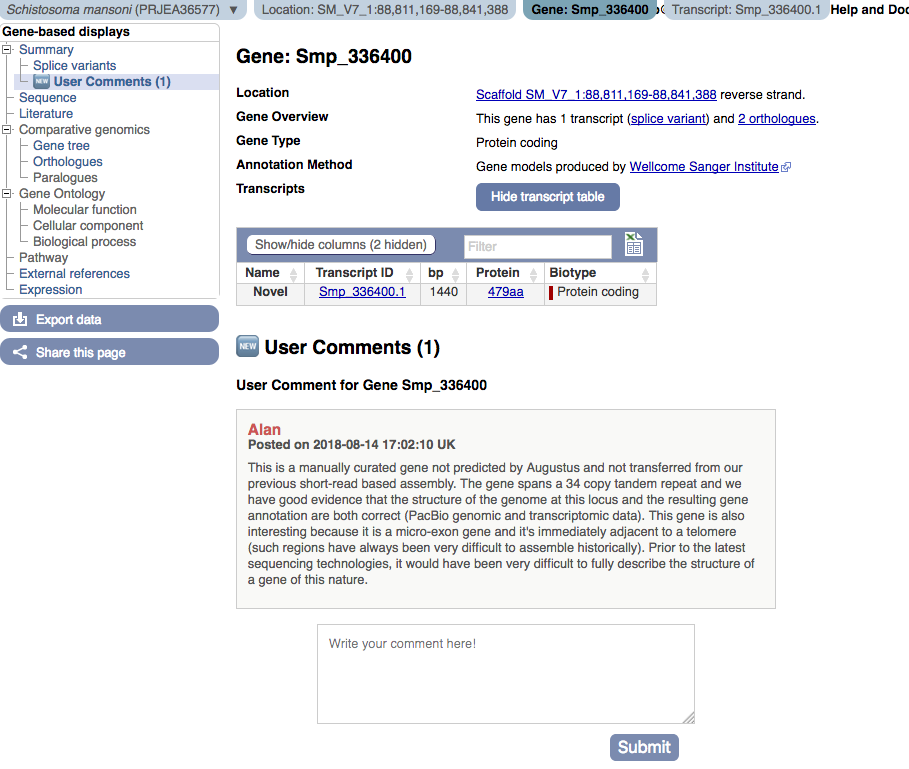 Schistosoma mansoni (PRJEA36577) ▼
Location: SM_V7_1:88,811,169-88,841,388
Gene: Smp_336400
Transcript: Smp_336400.1
Help and Doc
Gene-based displays
Summary
Splice variants
NEW User Comments (1)
Sequence
Literature
Comparative genomics
Gene tree
Orthologues
Paralogues
Gene Ontology
Molecular function
Cellular component
Biological process
Pathway
External references
Expression
Export data
Share this page
Gene: Smp_336400
Location
Scaffold SM_V7_1:88,811,169-88,841,388 reverse strand.
Gene Overview
This gene has 1 transcript (splice variant) and 2 orthologues.
Gene Type
Protein coding
Annotation Method
Gene models produced by Wellcome Sanger Institute
Transcripts
Hide transcript table
Show/hide columns (2 hidden)
Filter
Name Transcript ID bp Protein Biotype
Novel Smp_336400.1 1440 479aa Protein coding
NEW User Comments (1)
User Comment for Gene Smp_336400
Alan
Posted on 2018-08-14 17:02:10 UK
This is a manually curated gene not predicted by Augustus and not transferred from our
previous short-read based assembly. The gene spans a 34 copy tandem repeat and we
have good evidence that the structure of the genome at this locus and the resulting gene
annotation are both correct (PacBio genomic and transcriptomic data). This gene is also
interesting because it is a micro-exon gene and it's immediately adjacent to a telomere
(such regions have always been very difficult to assemble historically). Prior to the latest
sequencing technologies, it would have been very difficult to fully describe the structure of
a gene of this nature.
Write your comment here!
Submit